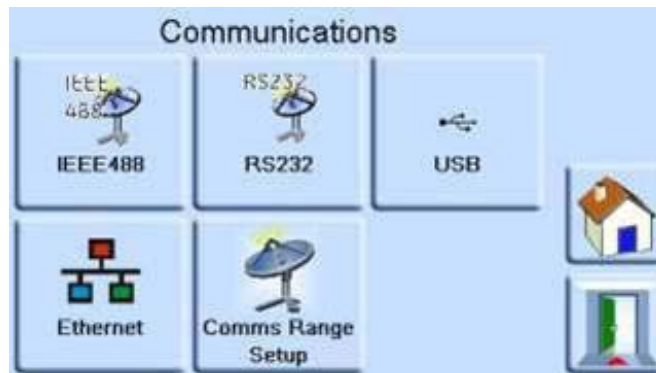 Communications
IEEE
488
IEEE488
RS232
RS232
USB
Ethernet
Comms Range
Setup